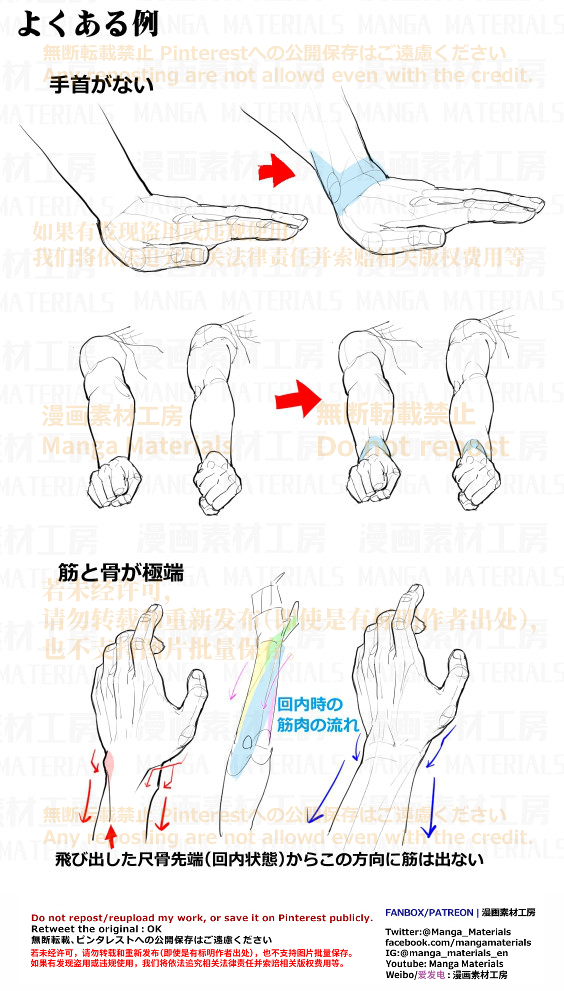 よくある例
無断転載禁止 Pinterestへの公開保存はご遠慮ください
Any reposting are not allowd even with the credit.
手首がない
如果有发现盗用或违规使用,
我们将依法追究相关法律责任并索赔相关版权费用等
漫画素材工房
Manga Materials
無断転載禁止
Do not repost
筋と骨が極端
若未经许可,
请勿转载和重新发布(即使是有标明作者出处),
也不支持图片批量保存
回内時の
筋肉の流れ
無断転載禁止 Pinterestへの公開保存はご遠慮ください
Any reposting are not allowd even with the credit.
飛び出した尺骨先端(回内状態)からこの方向に筋は出ない
Do not repost/reupload my work, or save it on Pinterest publicly.
Retweet the original : OK
無断転載、ピンタレストへの公開保存はご遠慮ください
若未经许可，请勿转载和重新发布(即使是有标明作者出处)，也不支持图片批量保存。
如果有发现盗用或违规使用，我们将依法追究相关法律责任并索赔相关版权费用等。
FANBOX/PATREON | 漫画素材工房
Twitter:@Manga_Materials
facebook.com/mangamaterials
IG:@manga_materials_en
Youtube: Manga Materials
Weibo/爱发电 : 漫画素材工房